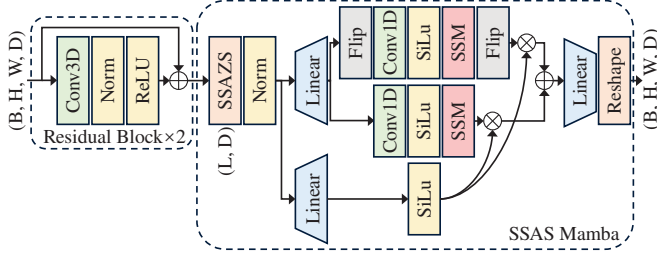 (B, H, W, D)
Conv3D
Norm
ReLU
Residual Block×2
SSAZS
Norm
(L, D)
Linear
Flip
Conv1D
SiLu
SSM
Flip
Conv1D
SiLu
SSM
Linear
SiLu
Linear
Reshape
(B, H, W, D)
SSAS Mamba